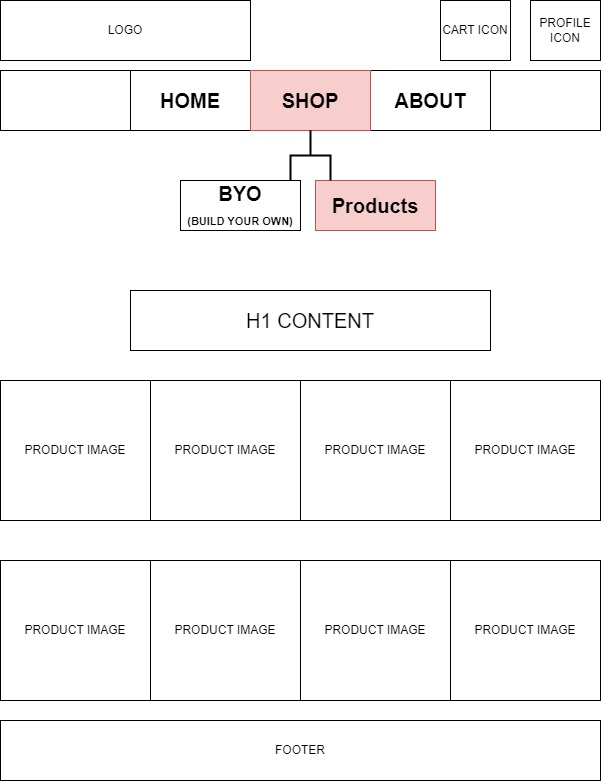 LOGO
CART ICON
PROFILE
ICON
HOME
SHOP
ABOUT
BYO
(BUILD YOUR OWN)
Products
H1 CONTENT
PRODUCT IMAGE
PRODUCT IMAGE
PRODUCT IMAGE
PRODUCT IMAGE
PRODUCT IMAGE
PRODUCT IMAGE
PRODUCT IMAGE
PRODUCT IMAGE
FOOTER